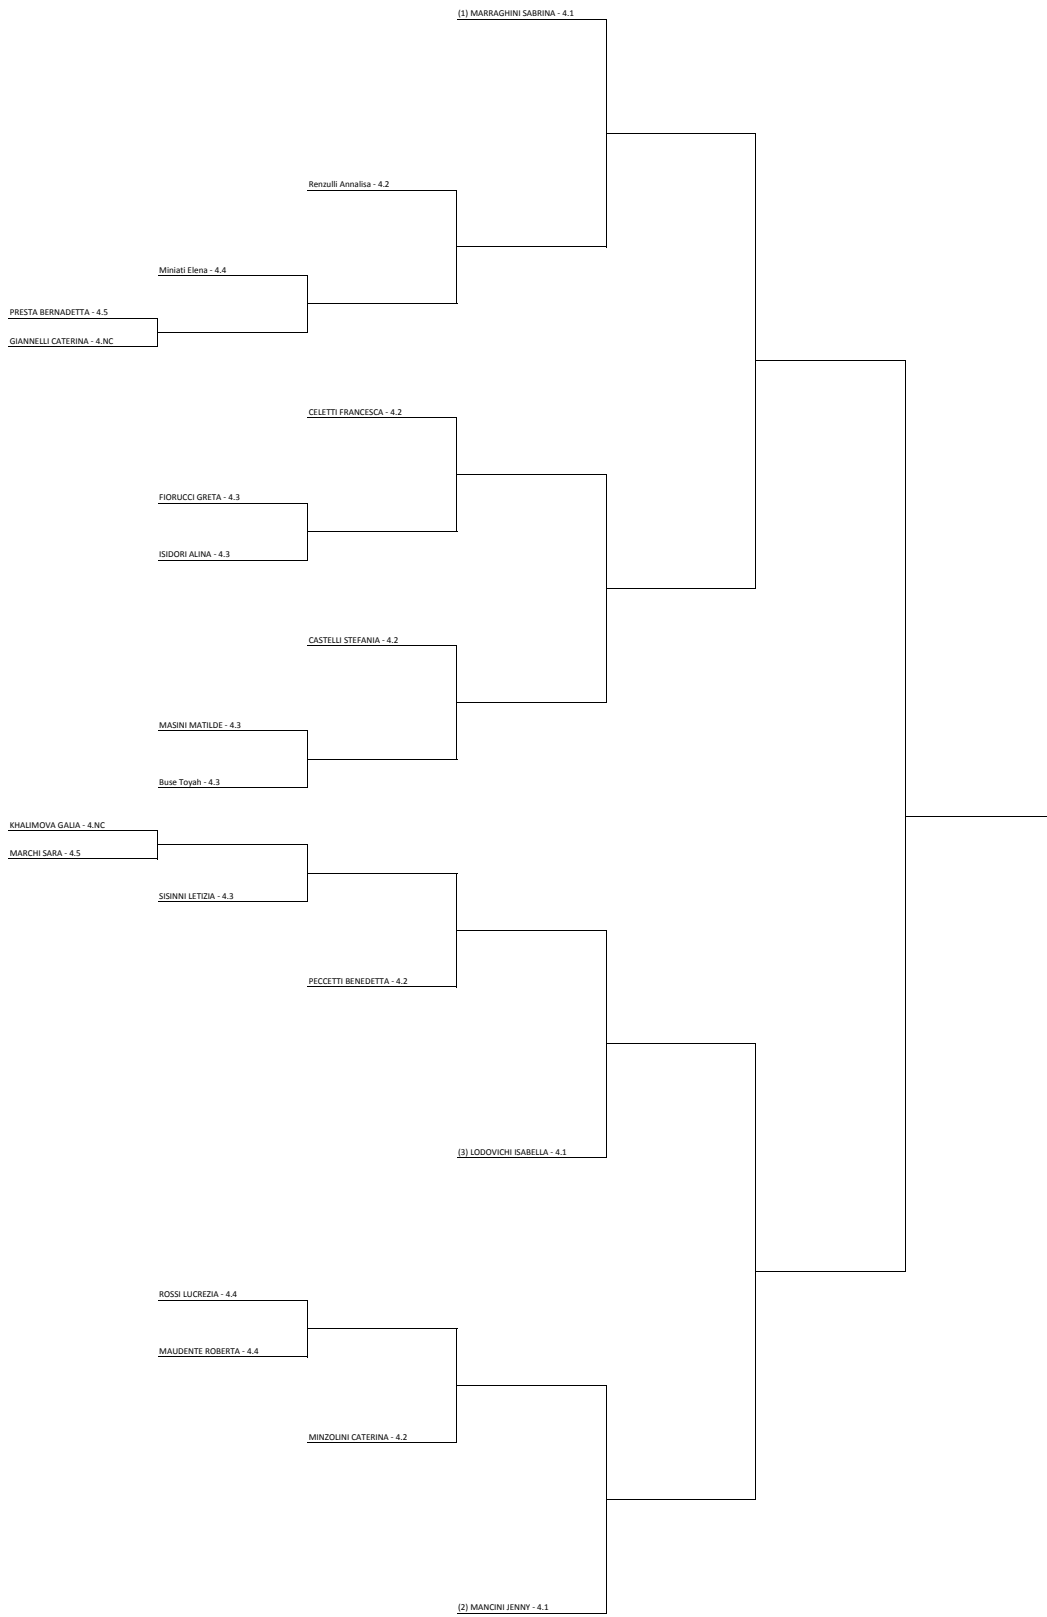 (1) MARRAGHINI SABRINA - 4.1
Renzulli Annalisa - 4.2
Miniati Elena - 4.4
PRESTA BERNADETTA - 4.5
GIANNELLI CATERINA - 4.NC
CELETTI FRANCESCA - 4.2
FIORUCCI GRETA - 4.3
ISIDORI ALINA - 4.3
CASTELLI STEFANIA - 4.2
MASINI MATILDE - 4.3
Buse Toyah - 4.3
KHALIMOVA GALIA - 4.NC
MARCHI SARA - 4.5
SISINNI LETIZIA - 4.3
PECCETTI BENEDETTA - 4.2
(3) LODOVICHI ISABELLA - 4.1
ROSSI LUCREZIA - 4.4
MAUDENTE ROBERTA - 4.4
MINZOLINI CATERINA - 4.2
(2) MANCINI JENNY - 4.1